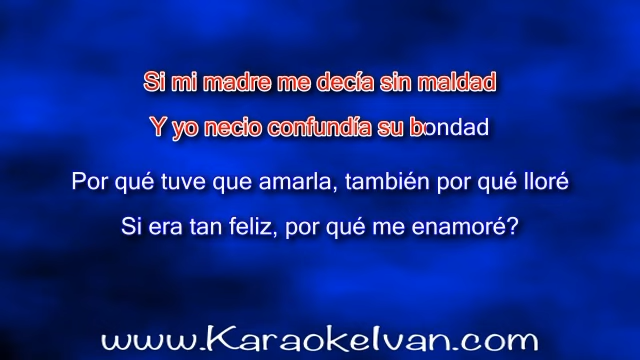 Si mi madre me decía sin maldad
Y yo necio confundía su bondad
Por qué tuve que amarla, también por qué lloré
Si era tan feliz, por qué me enamoré?
www.KaraokeIvan.com